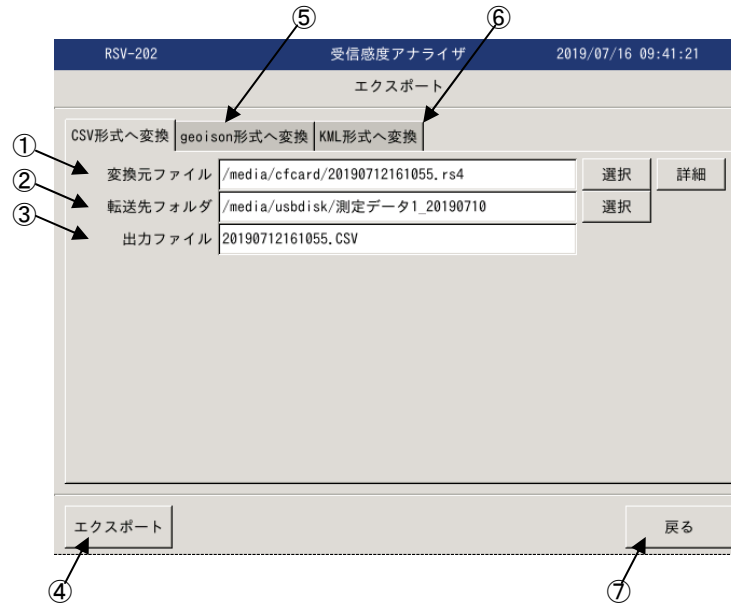 ⑤ ⑥
RSV-202 受信感度アナライザ 2019/07/16 09:41:21
エクスポート
CSV形式へ変換 geoison形式へ変換 KML形式へ変換
① 変換元ファイル /media/cfcard/20190712161055.rs4 選択 詳細
② 転送先フォルダ /media/usbdisk/測定データ1_20190710 選択
③ 出力ファイル 20190712161055.CSV
エクスポート 戻る
④ ⑦